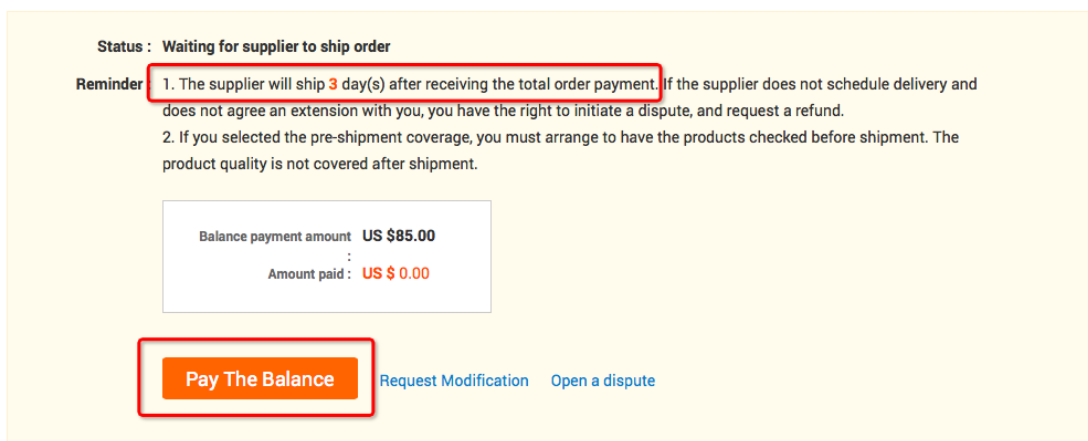 Status : Waiting for supplier to ship order
Reminder : 1. The supplier will ship 3 day(s) after receiving the total order payment. If the supplier does not schedule delivery and
does not agree an extension with you, you have the right to initiate a dispute, and request a refund.
2. If you selected the pre-shipment coverage, you must arrange to have the products checked before shipment. The
product quality is not covered after shipment.
Balance payment amount US $85.00
:
Amount paid : US $ 0.00
Pay The Balance Request Modification Open a dispute